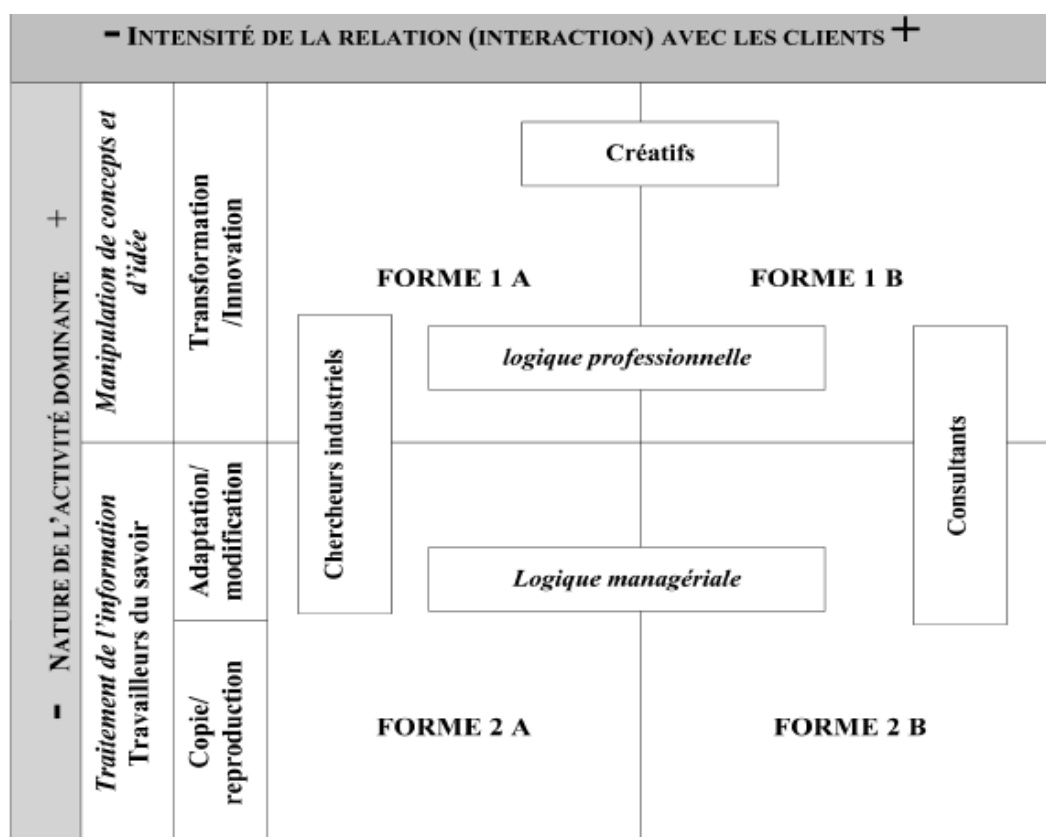 - INTENSITÉ DE LA RELATION (INTERACTION) AVEC LES CLIENTS +
- NATURE DE L'ACTIVITÉ DOMINANTE +
Manipulation de concepts et
d'idée
Transformation
/Innovation
Créatifs
FORME 1 A
FORME 1 B
Chercheurs industriels
logique professionnelle
Consultants
Traitement de l'information
Travailleurs du savoir
Adaptation/
modification
Logique managériale
Copie/
reproduction
FORME 2 A
FORME 2 B